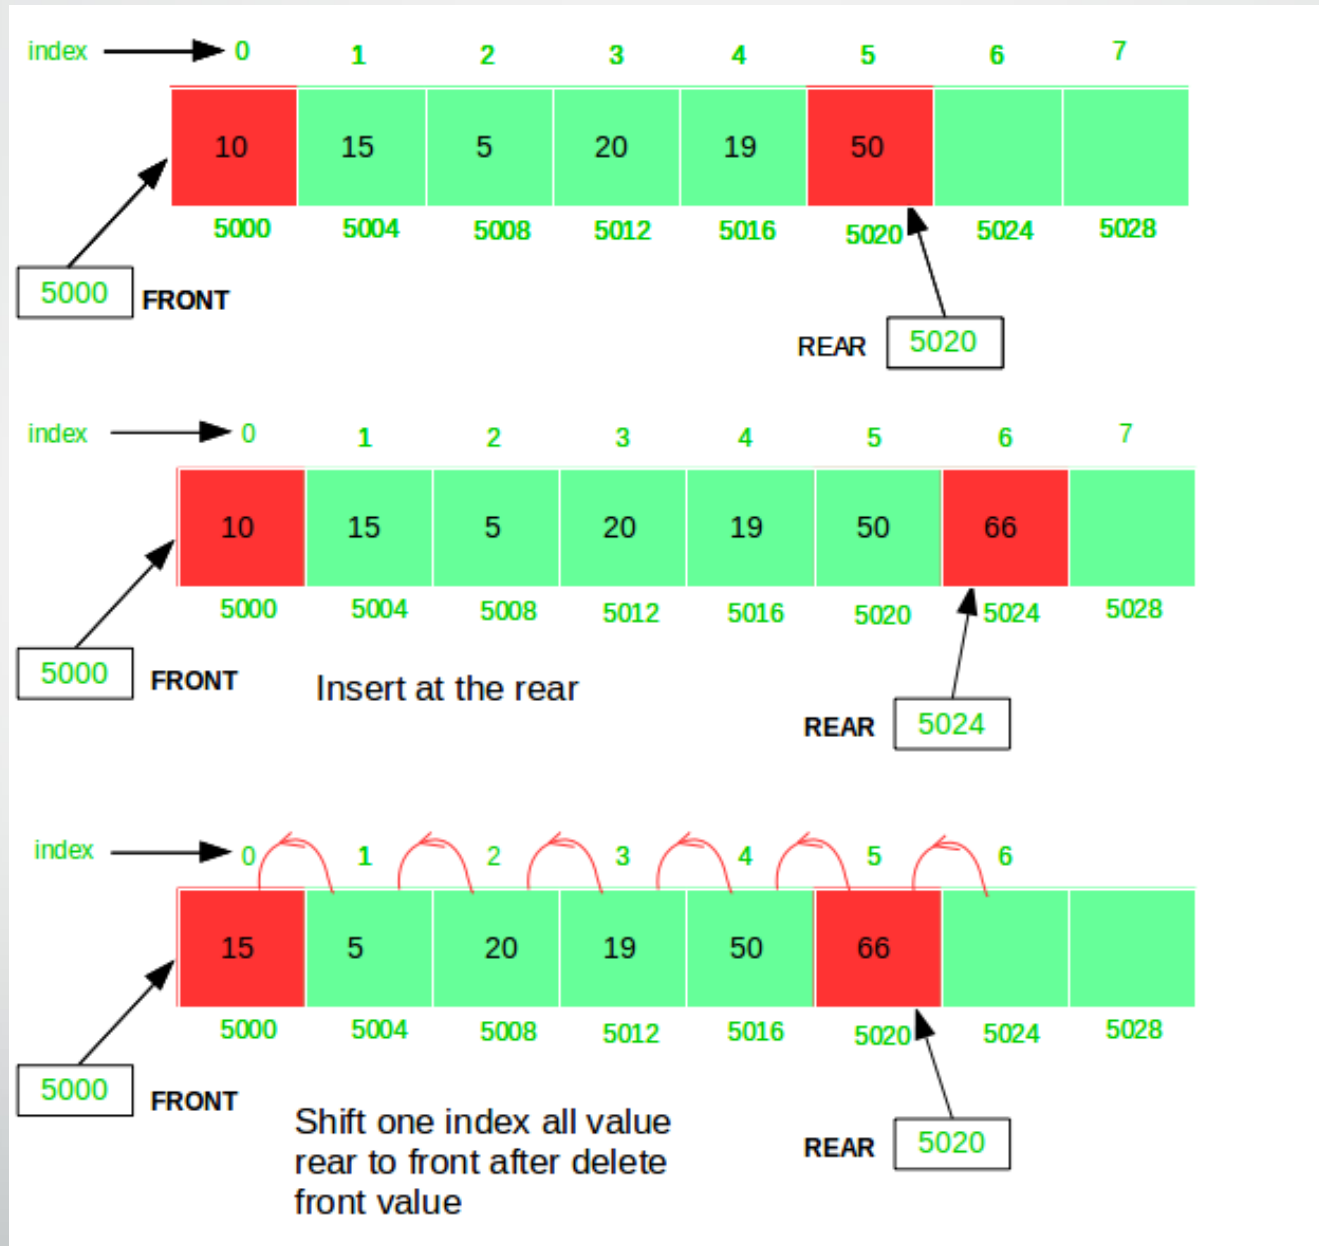 index 0 1 2 3 4 5 6 7
10 15 5 20 19 50
5000 5004 5008 5012 5016 5020 5024 5028
5000 FRONT
REAR 5020
index 0 1 2 3 4 5 6 7
10 15 5 20 19 50 66
5000 5004 5008 5012 5016 5020 5024 5028
5000 FRONT Insert at the rear
REAR 5024
index 0 1 2 3 4 5 6
15 5 20 19 50 66
5000 5004 5008 5012 5016 5020 5024 5028
5000 FRONT
Shift one index all value
rear to front after delete
front value
REAR 5020